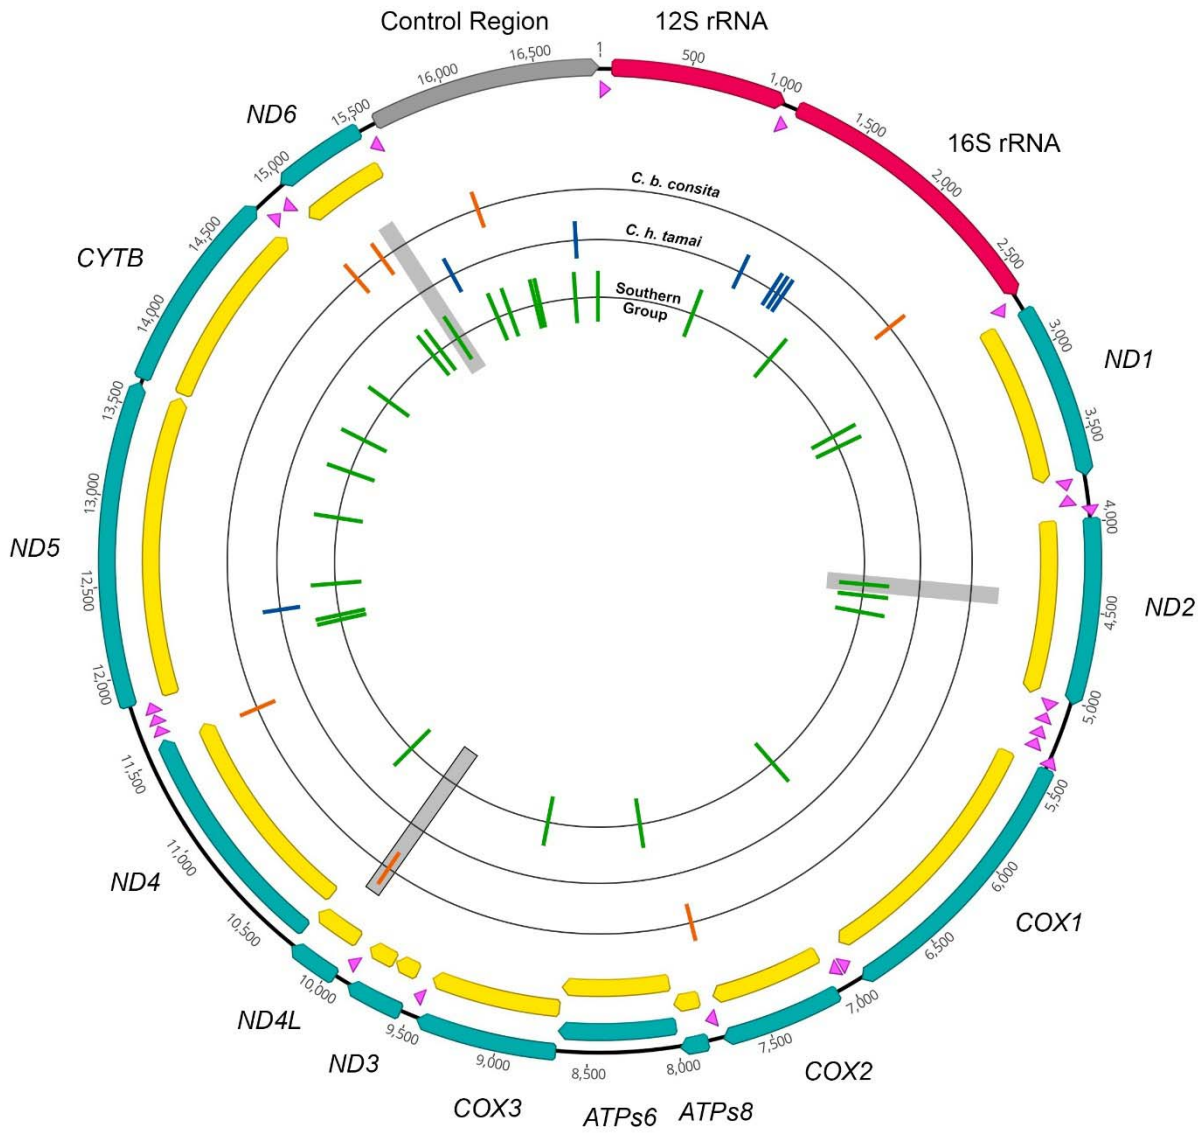 Control Region
12S rRNA
16S rRNA
ND1
ND2
COX1
COX2
ATPs8
ATPs6
COX3
ND3
ND4L
ND4
ND5
CYTB
ND6
1
500
1,000
1,500
2,000
2,500
3,000
3,500
4,000
4,500
5,000
5,500
6,000
6,500
7,000
7,500
8,000
8,500
9,000
9,500
10,000
10,500
11,000
11,500
12,000
12,500
13,000
13,500
14,000
14,500
15,000
15,500
16,000
16,500
C. b. consita
C. h. tamai
Southern
Group